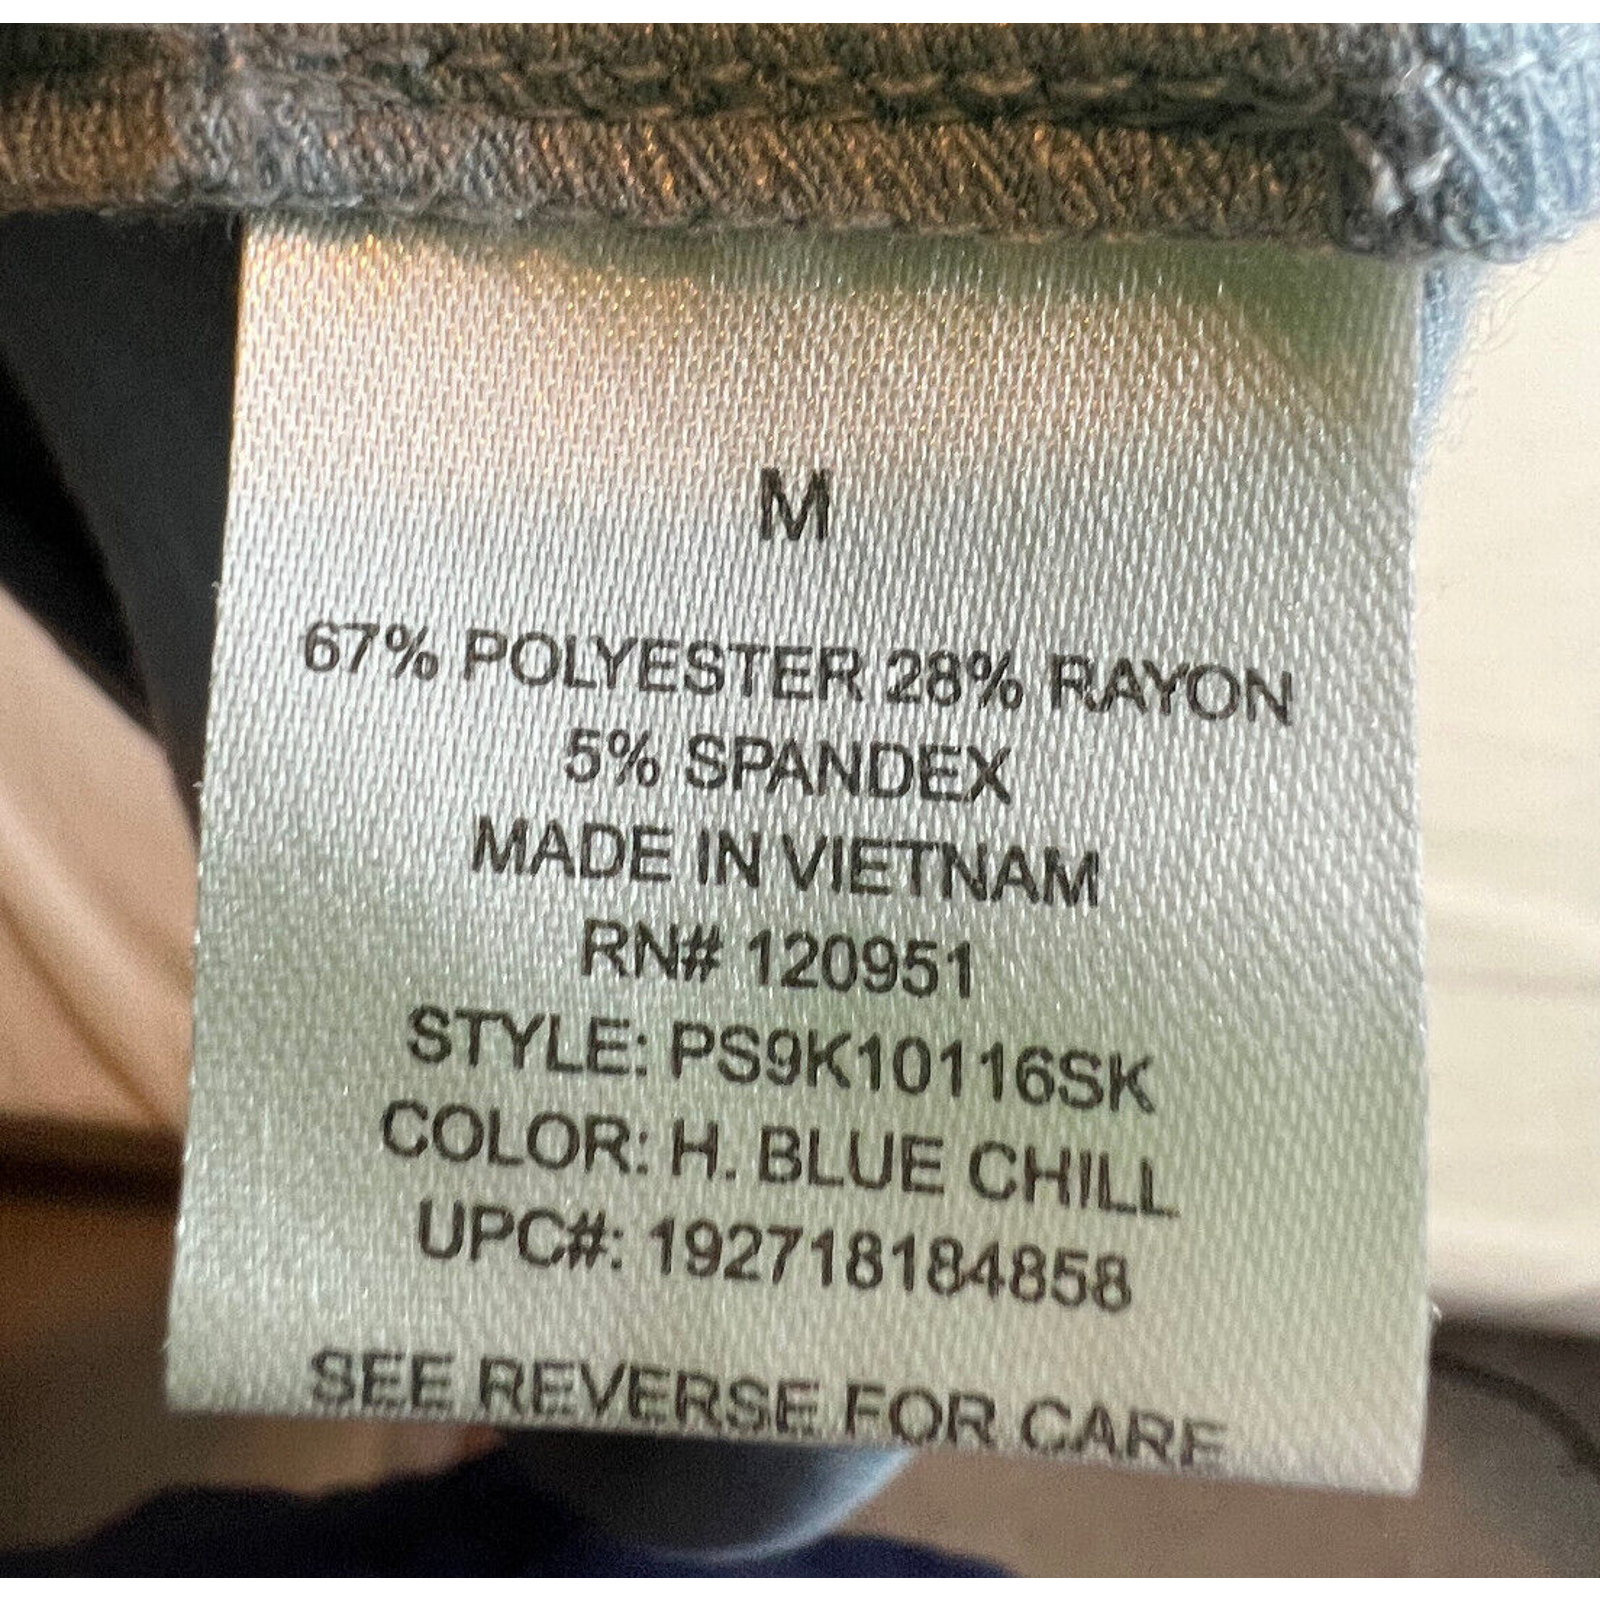 M
67% POLYESTER 28% RAYON
5% SPANDEX
MADE IN VIETNAM
RN# 120951
STYLE: PS9K10116SK
COLOR: H. BLUE CHILL
UPC#: 192718184858
SEE REVERSE FOR CARE